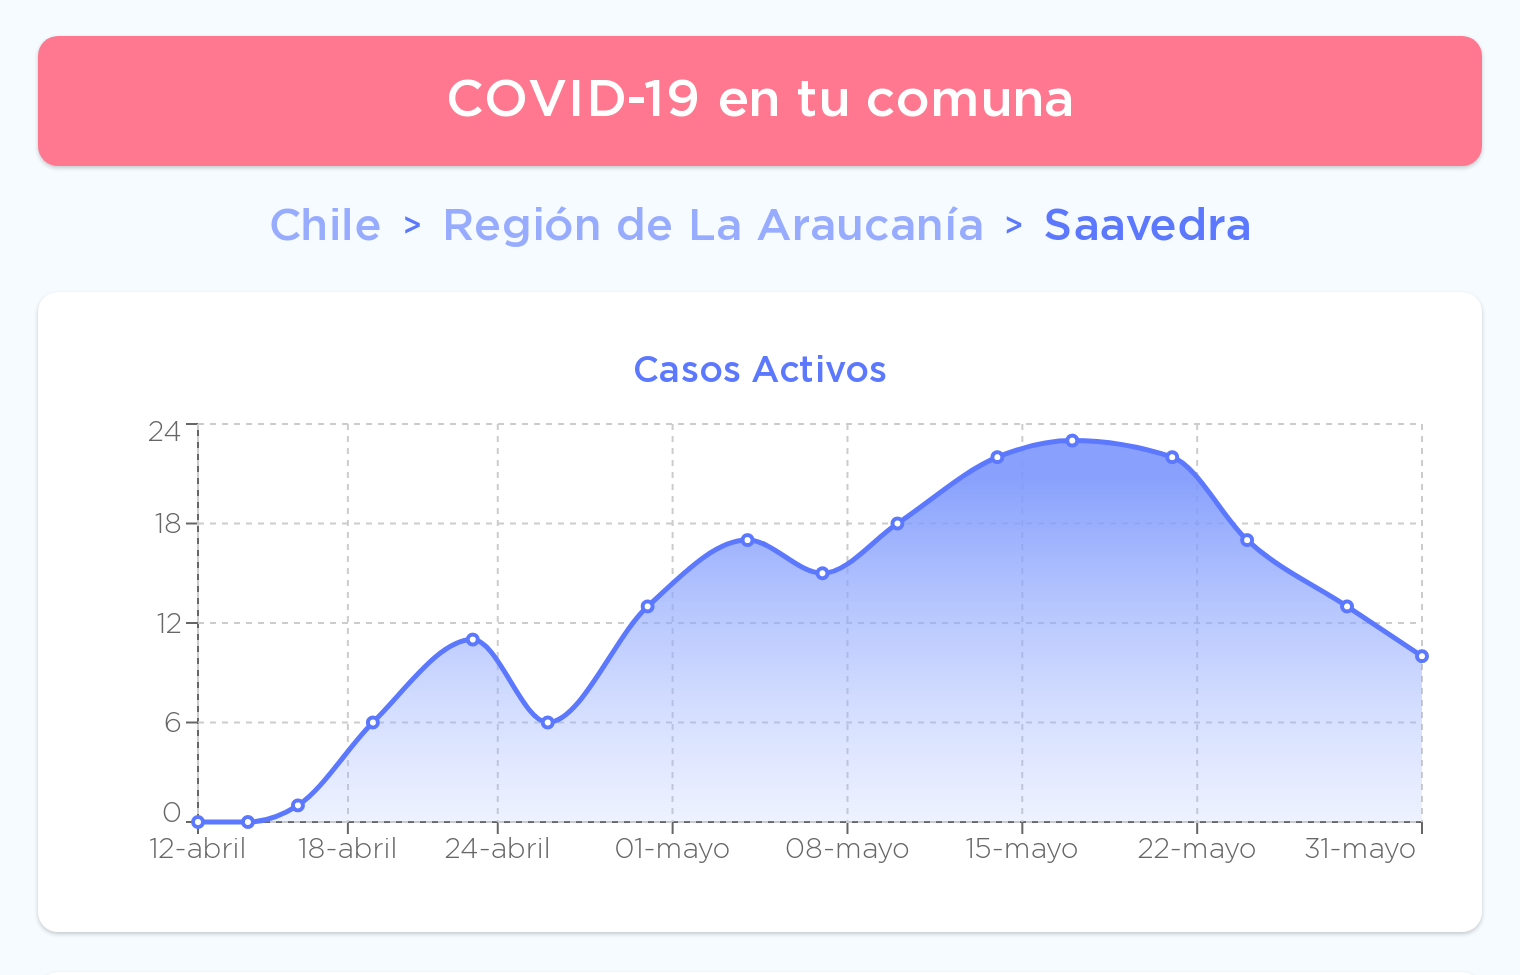 COVID-19 en tu comuna
Chile > Región de La Araucanía > Saavedra
Casos Activos
24
18
12
6
0
12-abril 18-abril 24-abril 01-mayo 08-mayo 15-mayo 22-mayo 31-mayo